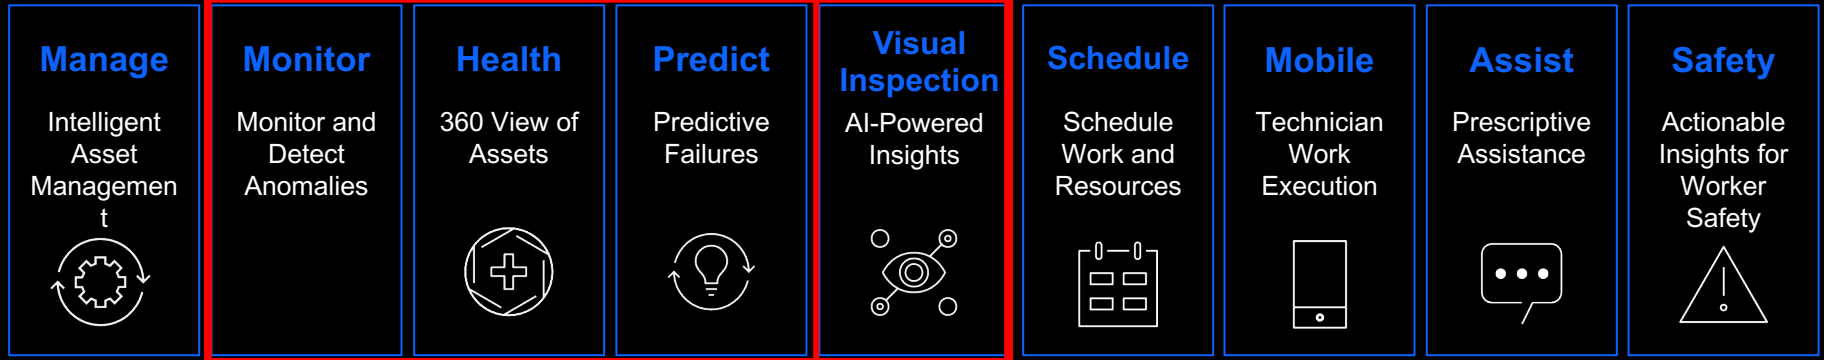 Manage
Intelligent
Asset
Managemen
t
Monitor
Monitor and
Detect
Anomalies
Health
360 View of
Assets
Predict
Predictive
Failures
Visual
Inspection
AI-Powered
Insights
Schedule
Schedule
Work and
Resources
Mobile
Technician
Work
Execution
Assist
Prescriptive
Assistance
Safety
Actionable
Insights for
Worker
Safety